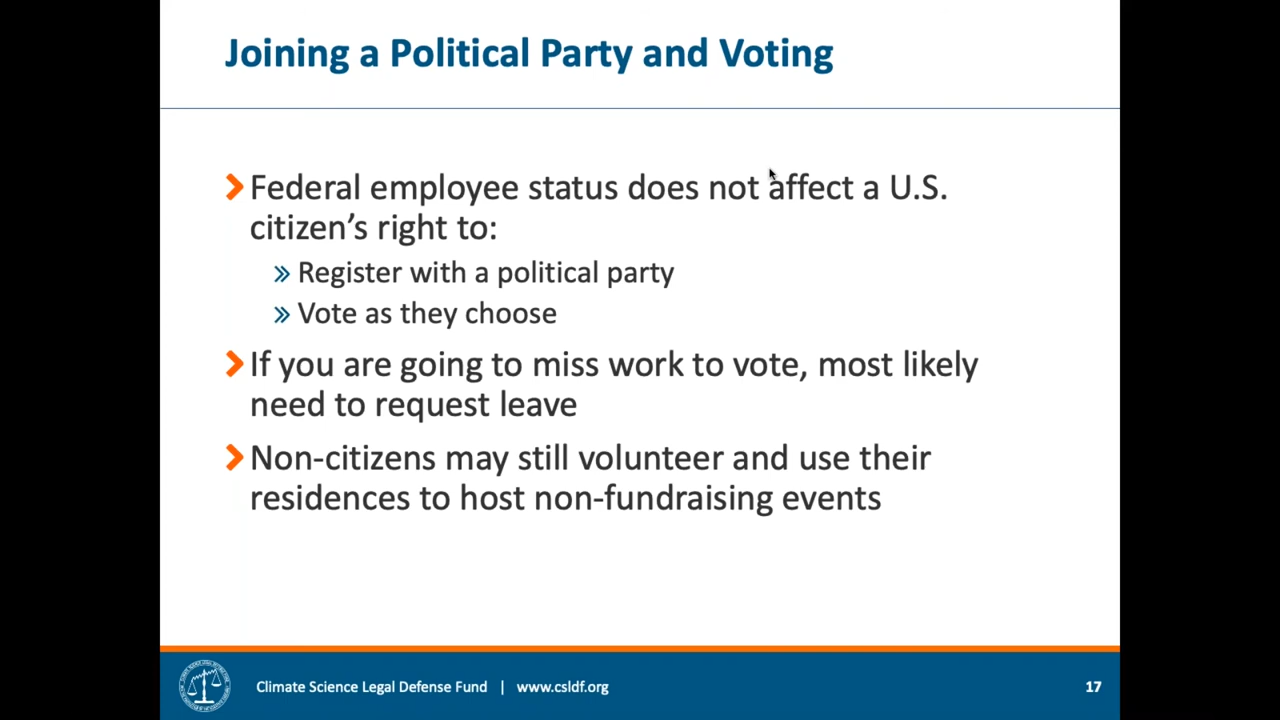 Joining a Political Party and Voting
Federal employee status does not affect a U.S.
citizen’s right to:
Register with a political party
Vote as they choose
If you are going to miss work to vote, most likely
need to request leave
Non-citizens may still volunteer and use their
residences to host non-fundraising events
Climate Science Legal Defense Fund | www.csldf.org
17